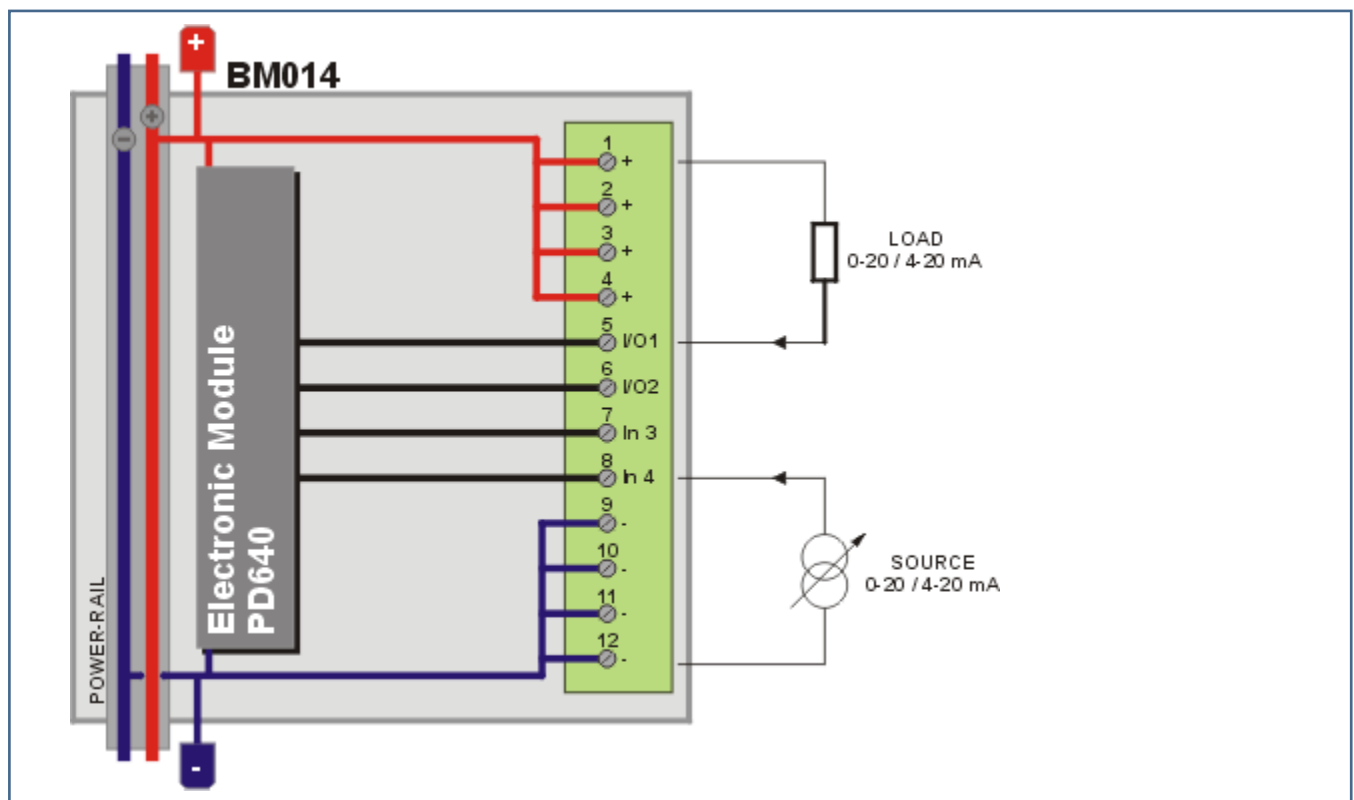 +
BM014
+
-
1
+
2
+
3
+
4
+
5
I/O1
6
I/O2
7
In 3
8
In 4
9
-
10
-
11
-
12
-
LOAD
0-20 / 4-20 mA
SOURCE
0-20 / 4-20 mA
Electronic Module
PD640
POWER-RAIL
-